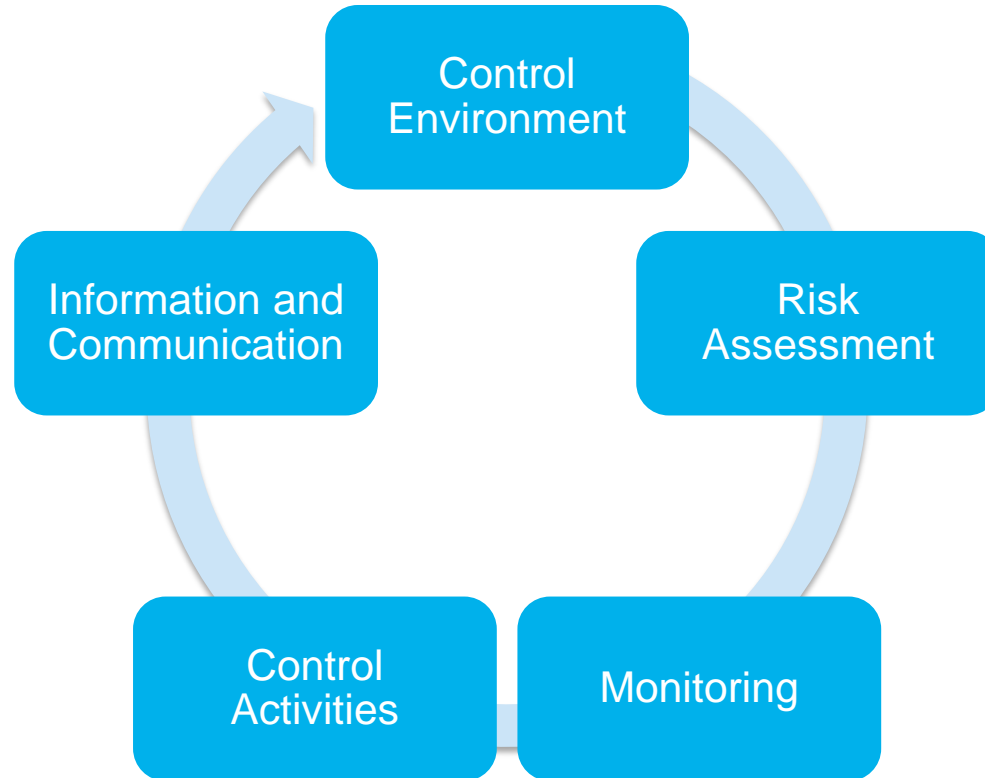 Control
Environment
Risk
Assessment
Monitoring
Control
Activities
Information and
Communication